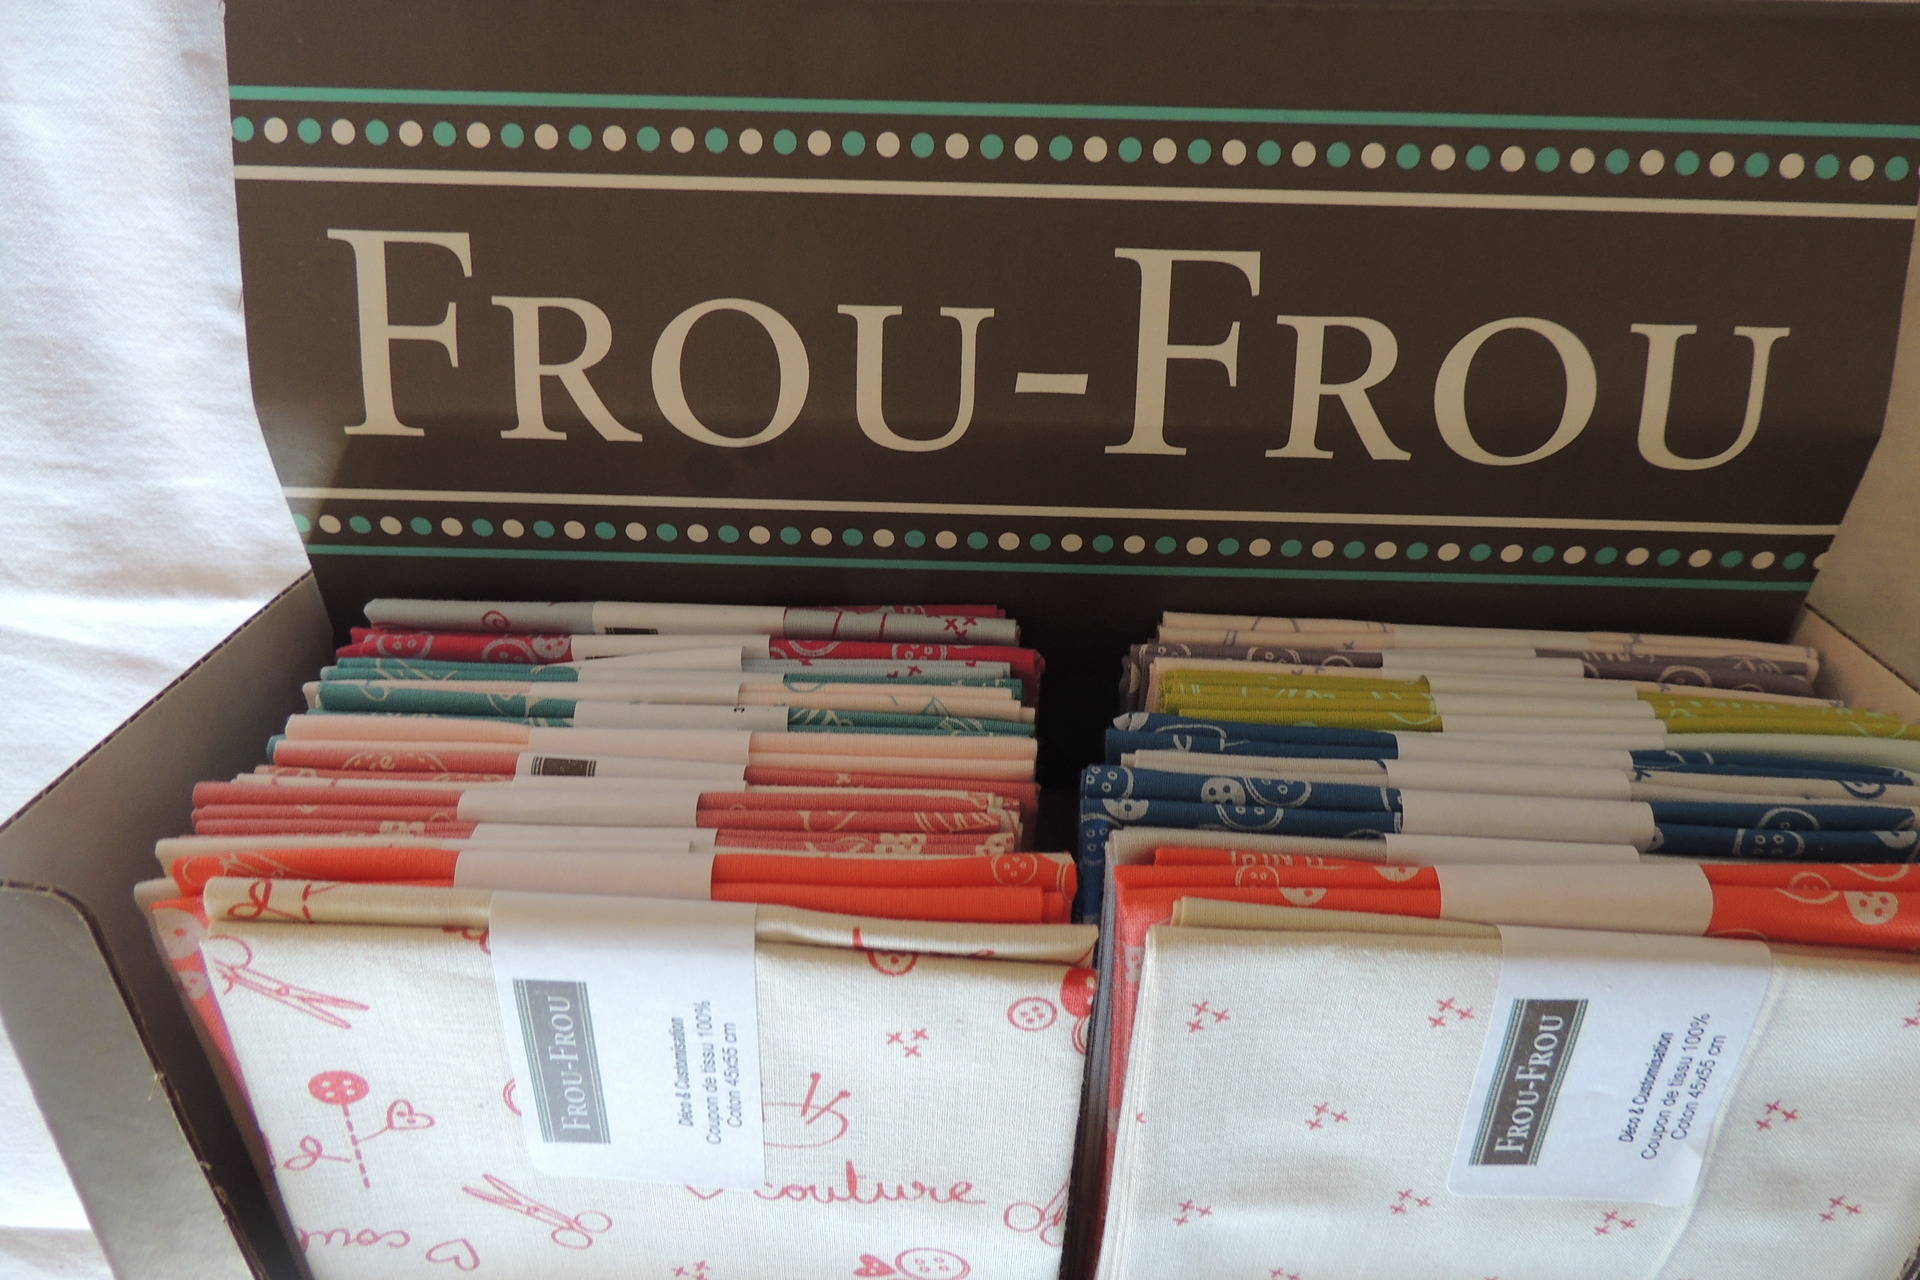 FROU-FROU
FROU-FROU
Déco & Customisation
Coupon de tissu 100%
Coton 45x55 cm
couture
FROU-FROU
Déco & Customisation
Coupon de tissu 100%
Coton 45x55 cm